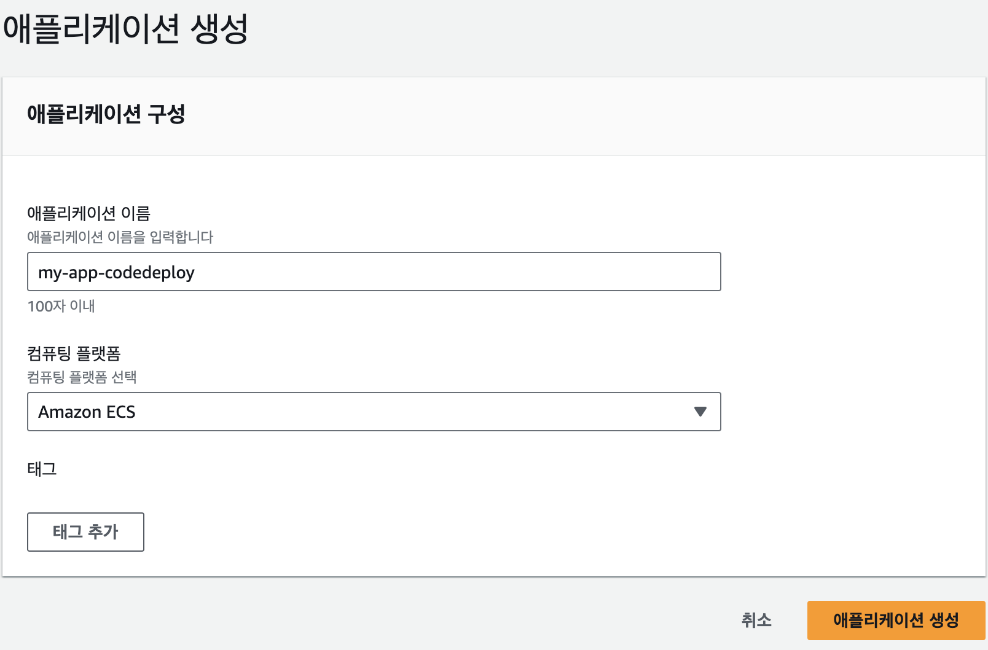 애플리케이션 생성
애플리케이션 구성
애플리케이션 이름
애플리케이션 이름을 입력합니다
my-app-codedeploy
100자 이내
컴퓨팅 플랫폼
컴퓨팅 플랫폼 선택
Amazon ECS
태그
태그 추가
취소
애플리케이션 생성